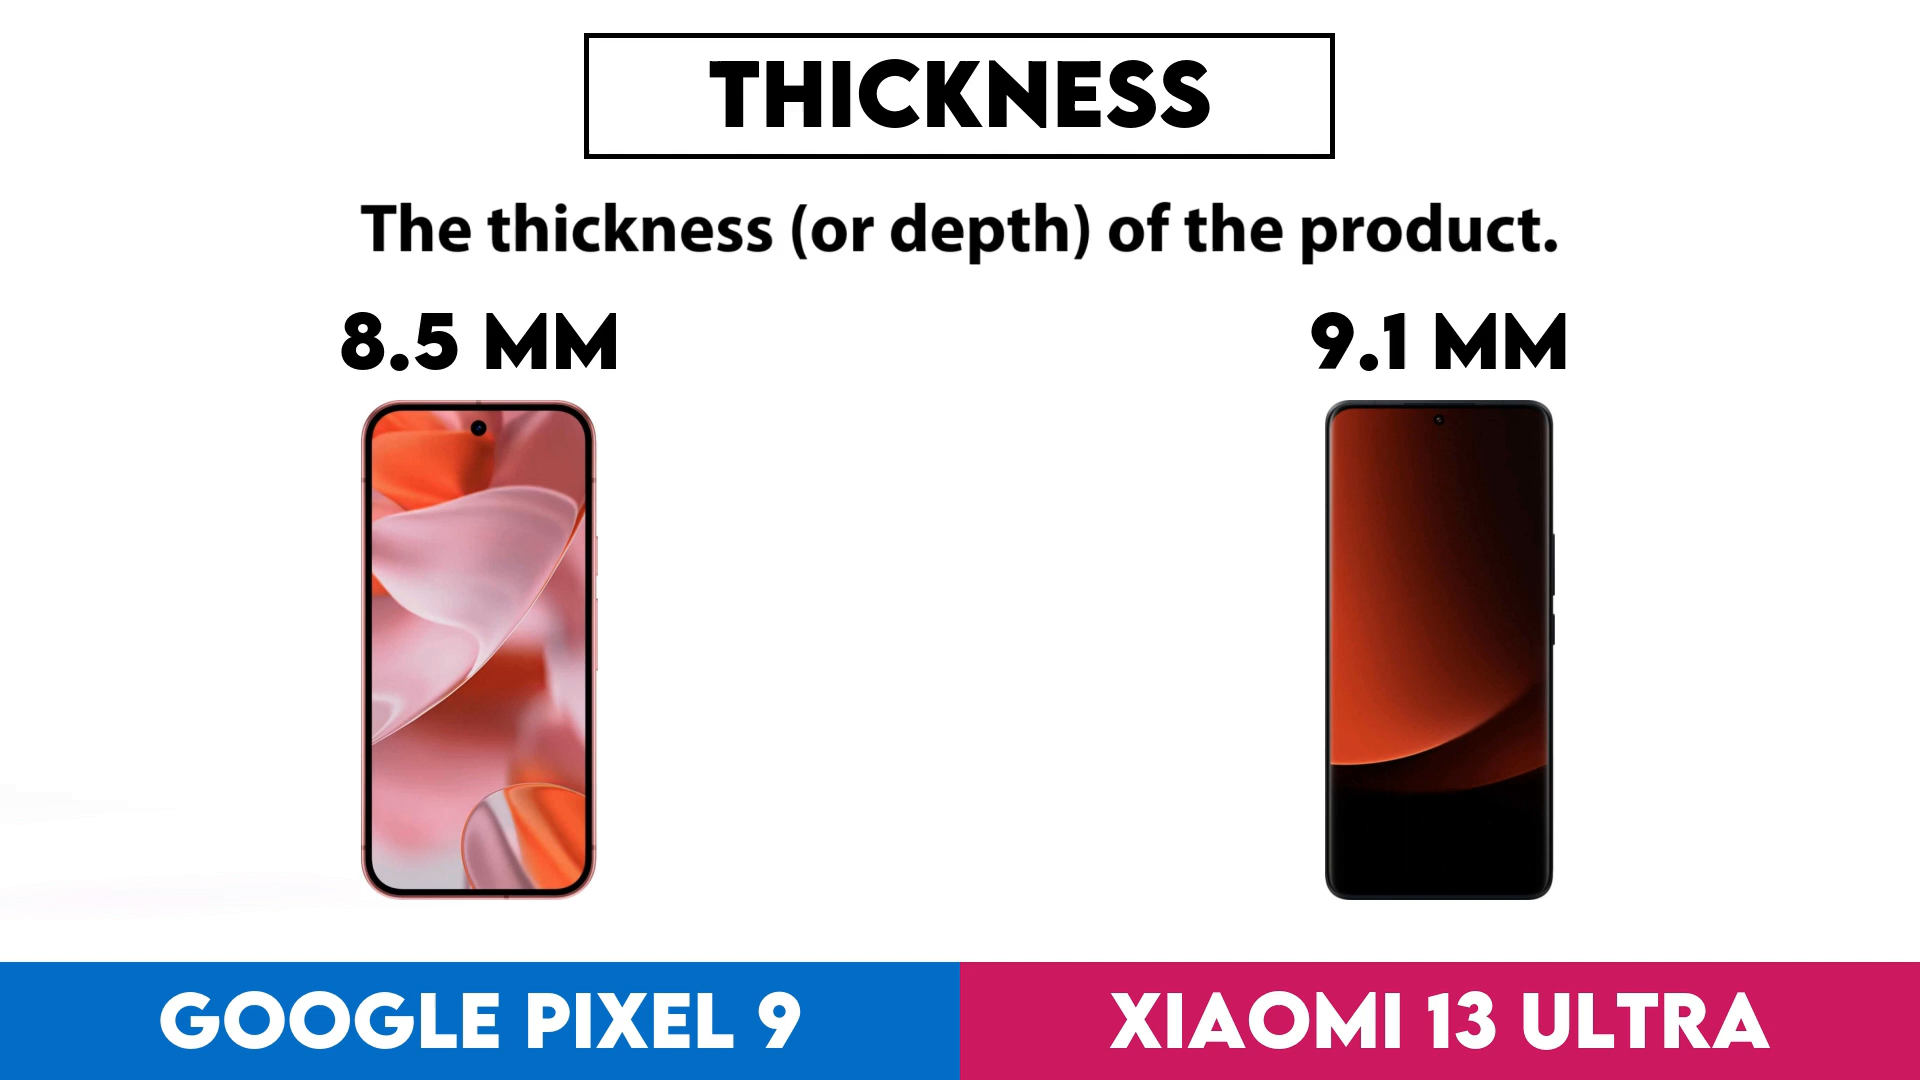 THICKNESS
The thickness (or depth) of the product.
8.5 MM
9.1 MM
GOOGLE PIXEL 9
XIAOMI 13 ULTRA